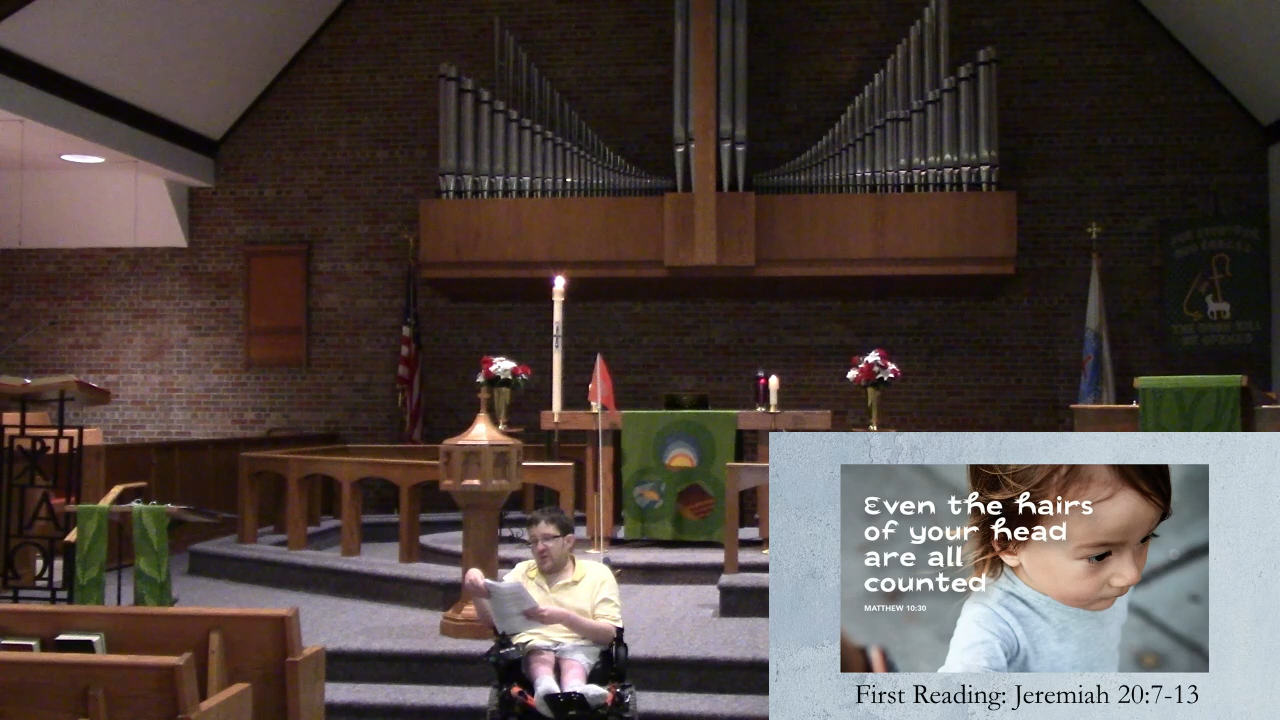 Even the hairs
of your head
are all
counted
MATTHEW 10:30
First Reading: Jeremiah 20:7-13